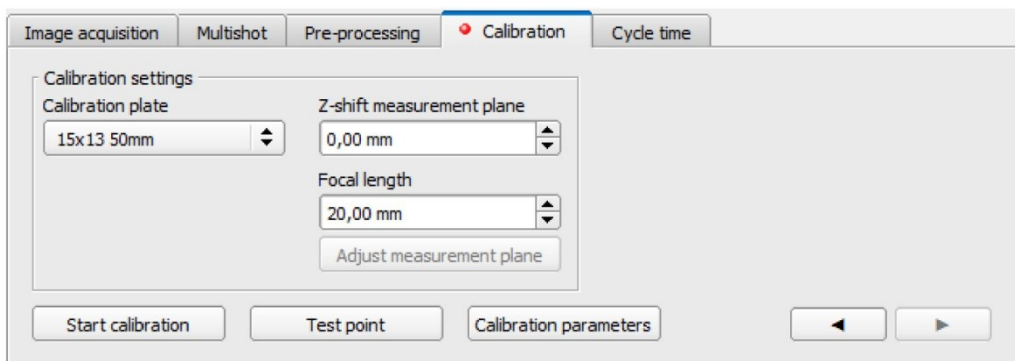 Image acquisition Multishot Pre-processing Calibration Cycle time
Calibration settings
Calibration plate Z-shift measurement plane
15x13 50mm 0,00 mm
Focal length
20,00 mm
Adjust measurement plane
Start calibration Test point Calibration parameters